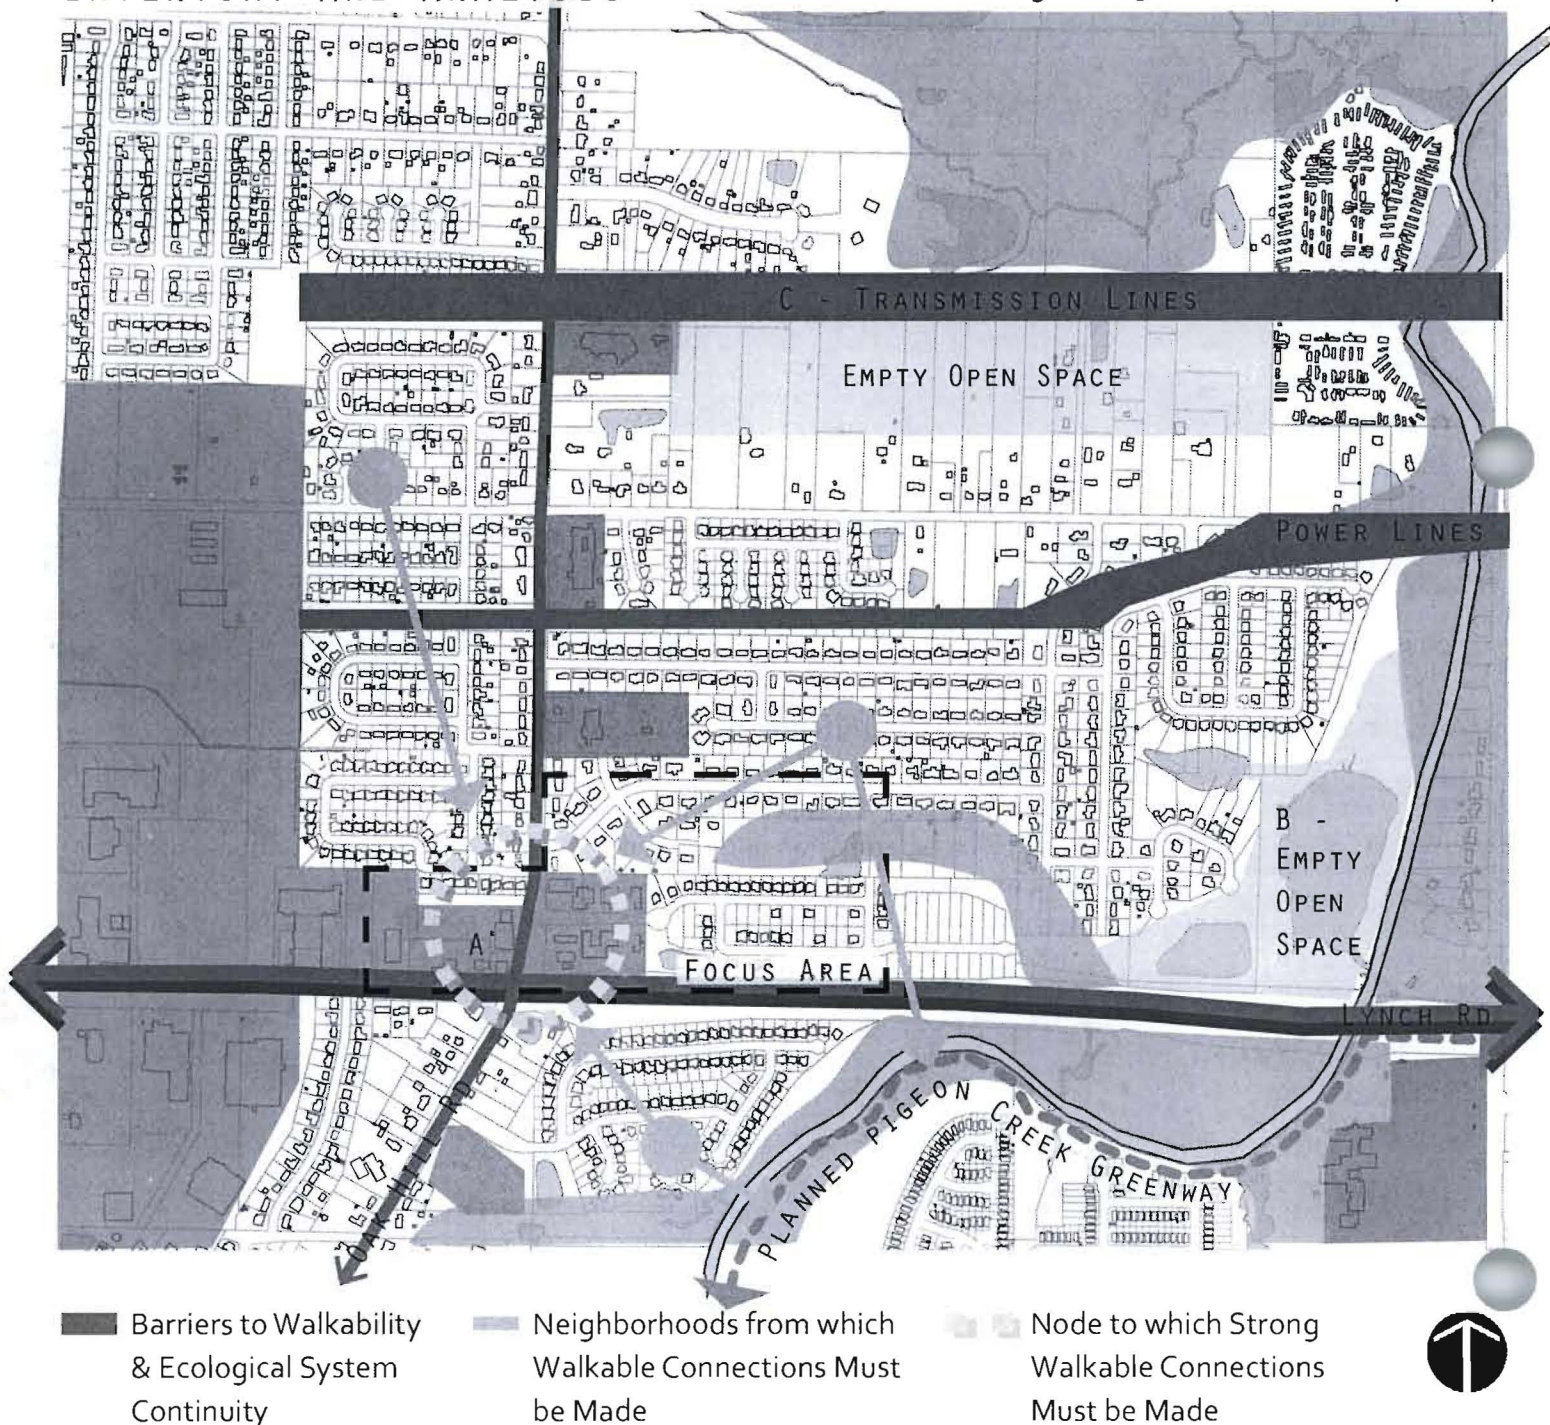 C - TRANSMISSION LINES
EMPTY OPEN SPACE
POWER LINES
B -
EMPTY
OPEN
SPACE
A
FOCUS AREA
LYNCH RD
OAK HILL RD
PLANNED PIGEON CREEK GREENWAY
Barriers to Walkability
& Ecological System
Continuity
Neighborhoods from which
Walkable Connections Must
be Made
Node to which Strong
Walkable Connections
Must be Made